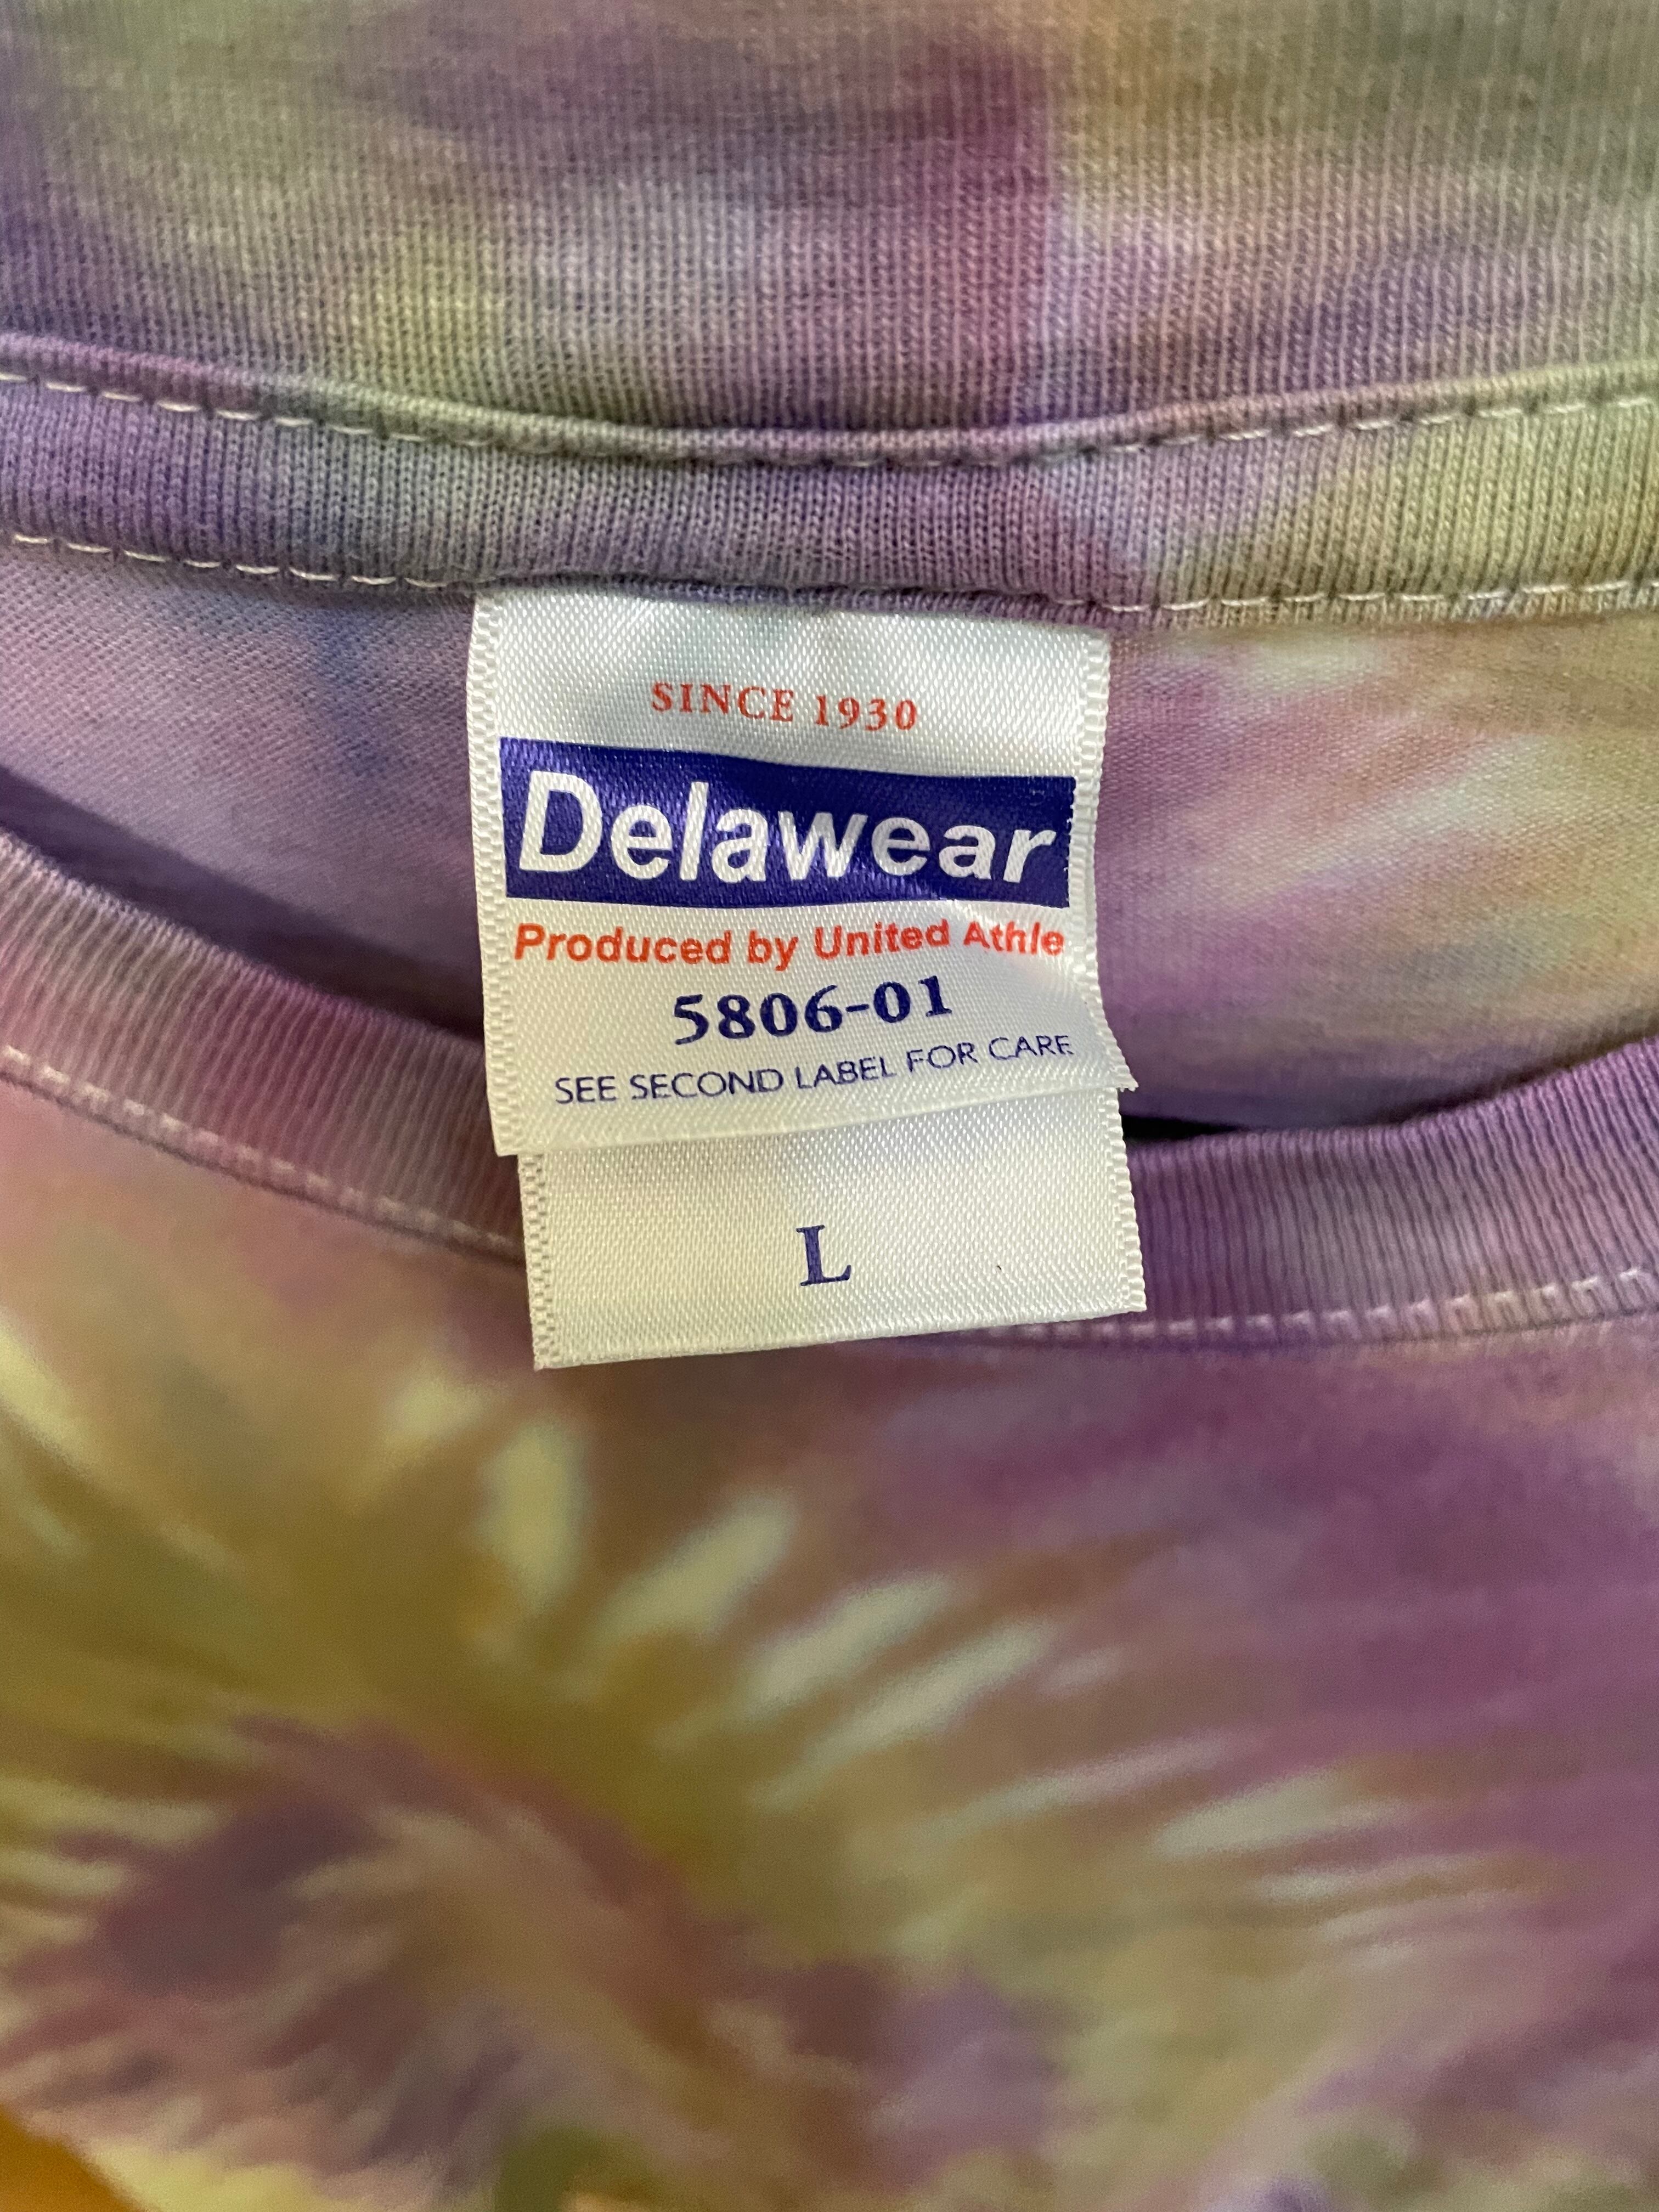 SINCE 1930
Delawear
Produced by United Athle
5806-01
SEE SECOND LABEL FOR CARE
L